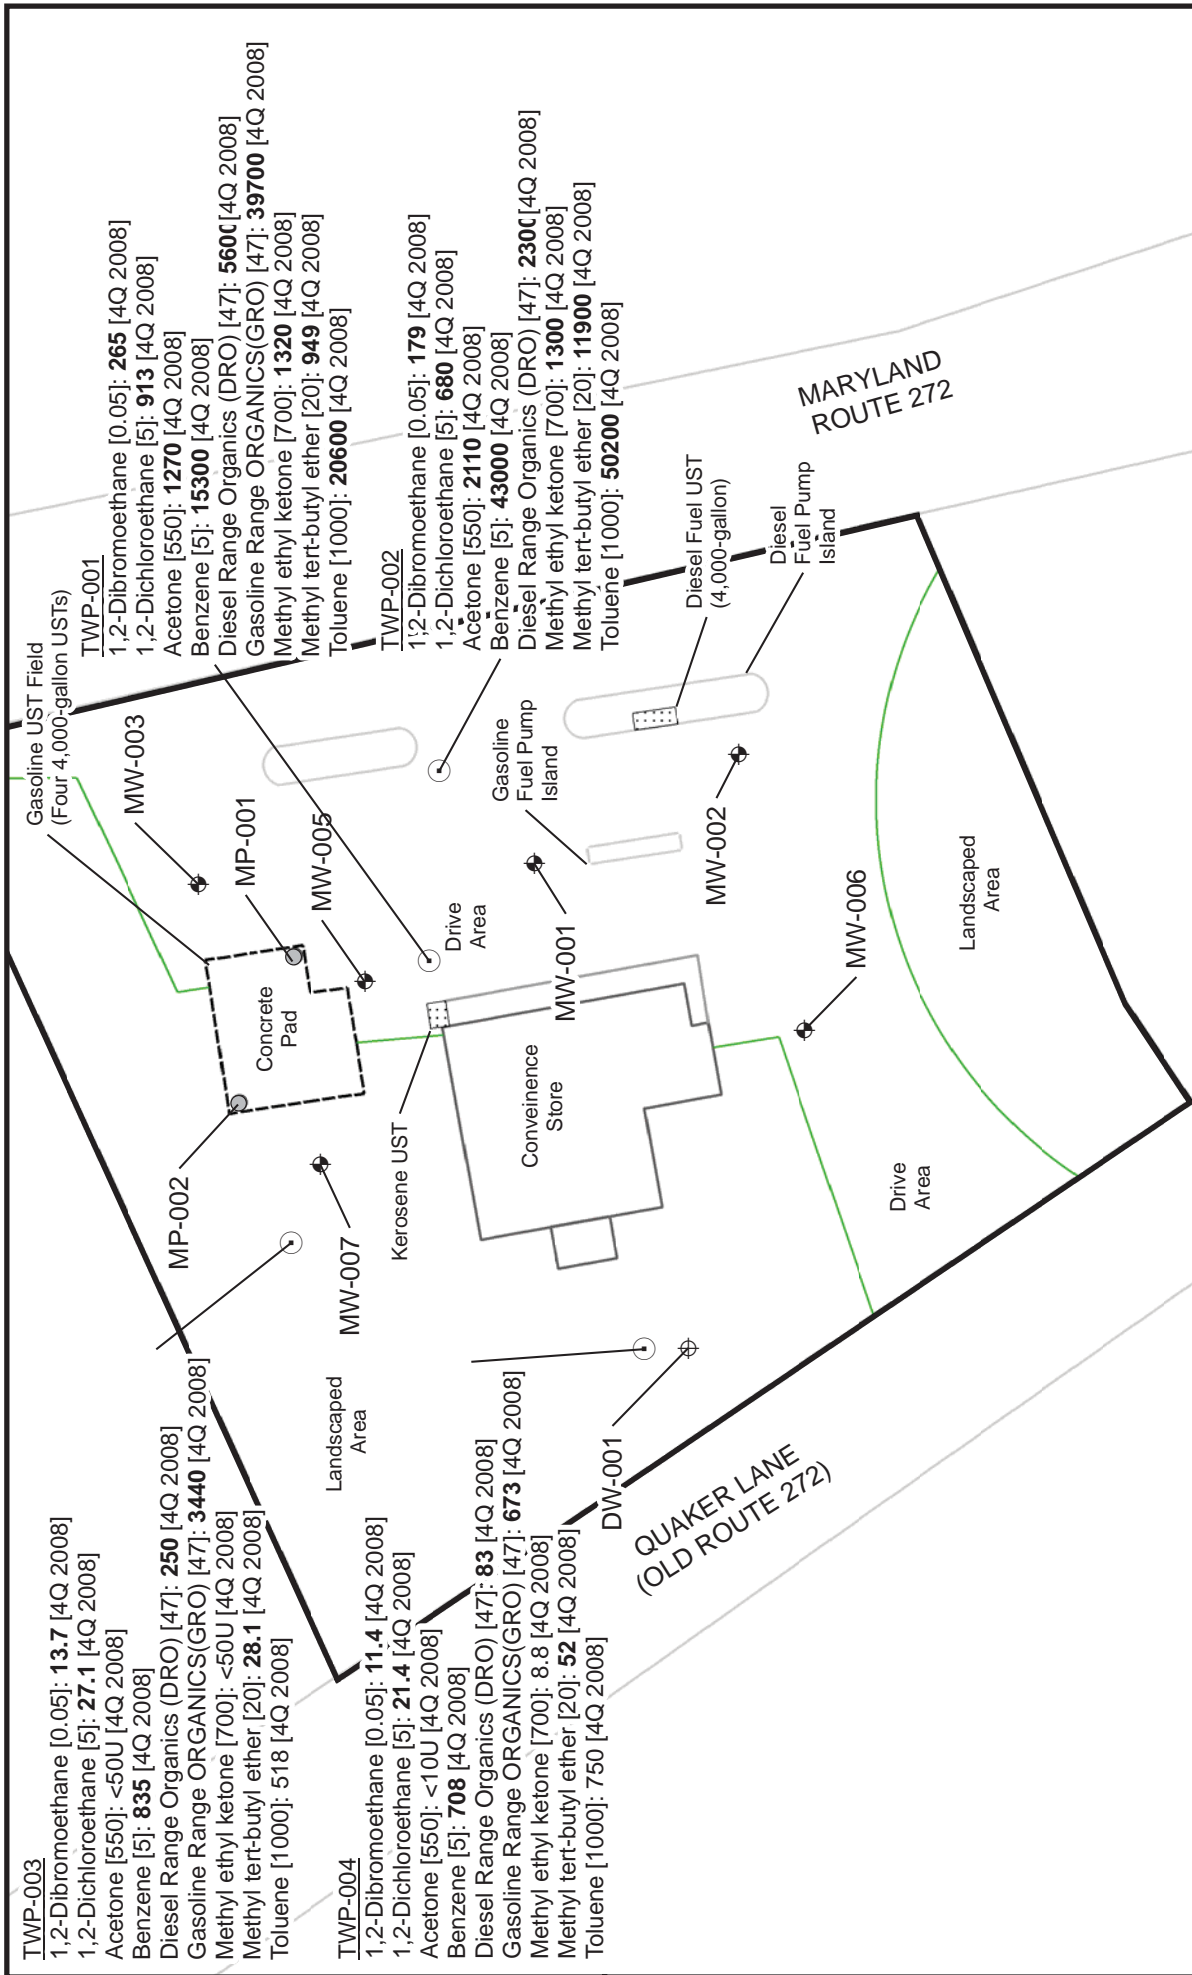 TWP-003
1,2-Dibromoethane [0.05]: 13.7 [4Q 2008]
1,2-Dichloroethane [5]: 27.1 [4Q 2008]
Acetone [550]: <50U [4Q 2008]
Benzene [5]: 835 [4Q 2008]
Diesel Range Organics (DRO) [47]: 250 [4Q 2008]
Gasoline Range ORGANICS(GRO) [47]: 3440 [4Q 2008]
Methyl ethyl ketone [700]: <50U [4Q 2008]
Methyl tert-butyl ether [20]: 28.1 [4Q 2008]
Toluene [1000]: 518 [4Q 2008]
TWP-004
1,2-Dibromoethane [0.05]: 11.4 [4Q 2008]
1,2-Dichloroethane [5]: 21.4 [4Q 2008]
Acetone [550]: <10U [4Q 2008]
Benzene [5]: 708 [4Q 2008]
Diesel Range Organics (DRO) [47]: 83 [4Q 2008]
Gasoline Range ORGANICS(GRO) [47]: 673 [4Q 2008]
Methyl ethyl ketone [700]: 8.8 [4Q 2008]
Methyl tert-butyl ether [20]: 52 [4Q 2008]
Toluene [1000]: 750 [4Q 2008]
Gasoline UST Field
(Four 4,000-gallon USTs)
TWP-001
1,2-Dibromoethane [0.05]: 265 [4Q 2008]
1,2-Dichloroethane [5]: 913 [4Q 2008]
Acetone [550]: 1270 [4Q 2008]
Benzene [5]: 15300 [4Q 2008]
Diesel Range Organics (DRO) [47]: 5600 [4Q 2008]
Gasoline Range ORGANICS(GRO) [47]: 39700 [4Q 2008]
Methyl ethyl ketone [700]: 1320 [4Q 2008]
Methyl tert-butyl ether [20]: 949 [4Q 2008]
Toluene [1000]: 20600 [4Q 2008]
TWP-002
1,2-Dibromoethane [0.05]: 179 [4Q 2008]
1,2-Dichloroethane [5]: 680 [4Q 2008]
Acetone [550]: 2110 [4Q 2008]
Benzene [5]: 43000 [4Q 2008]
Diesel Range Organics (DRO) [47]: 2300 [4Q 2008]
Methyl ethyl ketone [700]: 1300 [4Q 2008]
Methyl tert-butyl ether [20]: 11900 [4Q 2008]
Toluene [1000]: 50200 [4Q 2008]
MW-003
MP-001
MW-005
MP-002
Concrete
Pad
MW-007
Kerosene UST
Landscaped
Area
Drive
Area
Gasoline
Fuel Pump
Island
MW-001
Conveinence
Store
Diesel Fuel UST
(4,000-gallon)
Diesel
Fuel Pump
Island
MW-002
MW-006
DW-001
Drive
Area
Landscaped
Area
QUAKER LANE
(OLD ROUTE 272)
MARYLAND
ROUTE 272